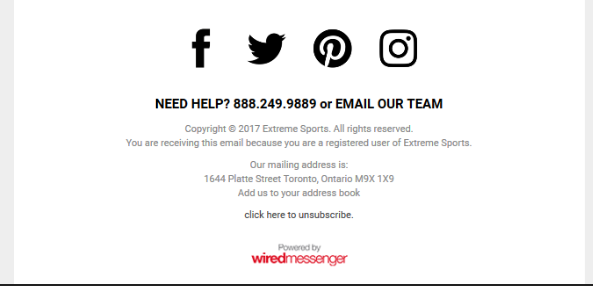 NEED HELP? 888.249.9889 or EMAIL OUR TEAM
Copyright © 2017 Extreme Sports. All rights reserved.
You are receiving this email because you are a registered user of Extreme Sports.
Our mailing address is:
1644 Platte Street Toronto, Ontario M9X 1X9
Add us to your address book
click here to unsubscribe.
Powered by
wiredmessenger